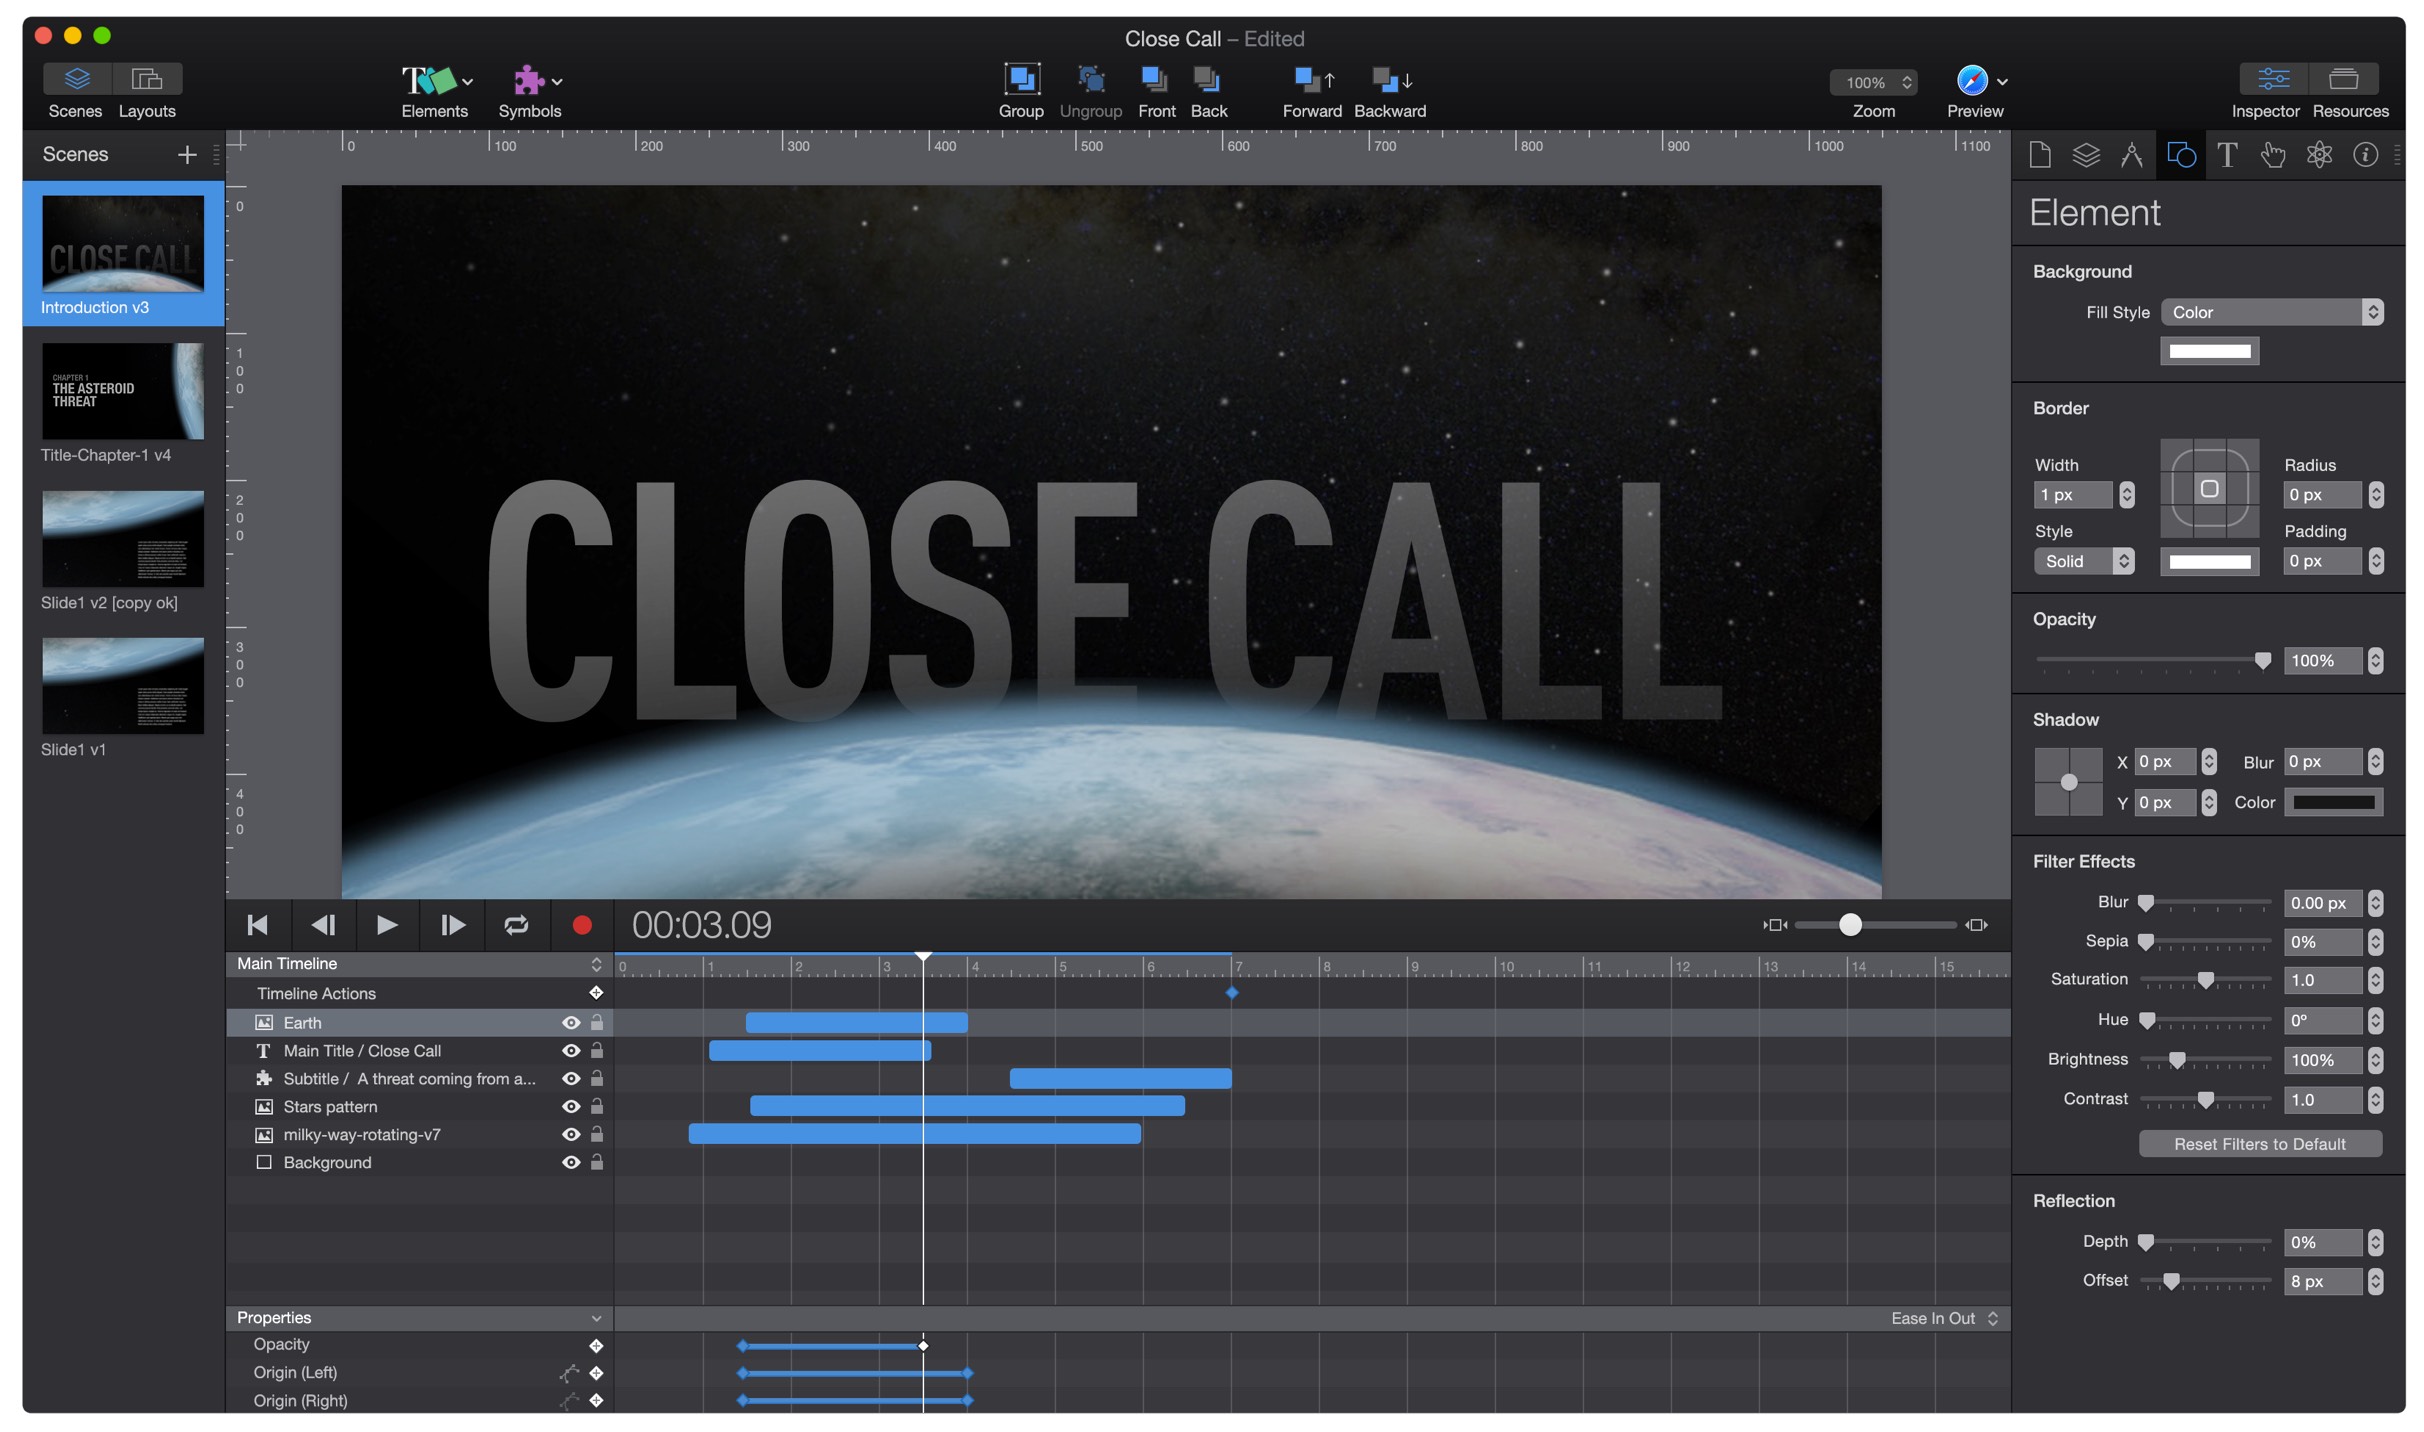 Close Call – Edited
Scenes Layouts
Elements Symbols
Group Ungroup Front Back Forward Backward
100%
Zoom Preview
Inspector Resources
Scenes
CLOSE CALL
Introduction v3
CHAPTER 1
THE ASTEROID
THREAT
Title-Chapter-1 v4
Slide1 v2 [copy ok]
Slide1 v1
0 100 200 300 400 500 600 700 800 900 1000 1100
0
100
200
300
400
CLOSE CALL
00:03.09
Main Timeline
0 1 2 3 4 5 6 7 8 9 10 11 12 13 14 15
Timeline Actions
Earth
Main Title / Close Call
Subtitle / A threat coming from a...
Stars pattern
milky-way-rotating-v7
Background
Properties
Ease In Out
Opacity
Origin (Left)
Origin (Right)
Element
Background
Fill Style Color
Border
Width Radius
1 px 0 px
Style Padding
Solid 0 px
Opacity
100%
Shadow
X 0 px Blur 0 px
Y 0 px Color
Filter Effects
Blur 0.00 px
Sepia 0%
Saturation 1.0
Hue 0°
Brightness 100%
Contrast 1.0
Reset Filters to Default
Reflection
Depth 0%
Offset 8 px